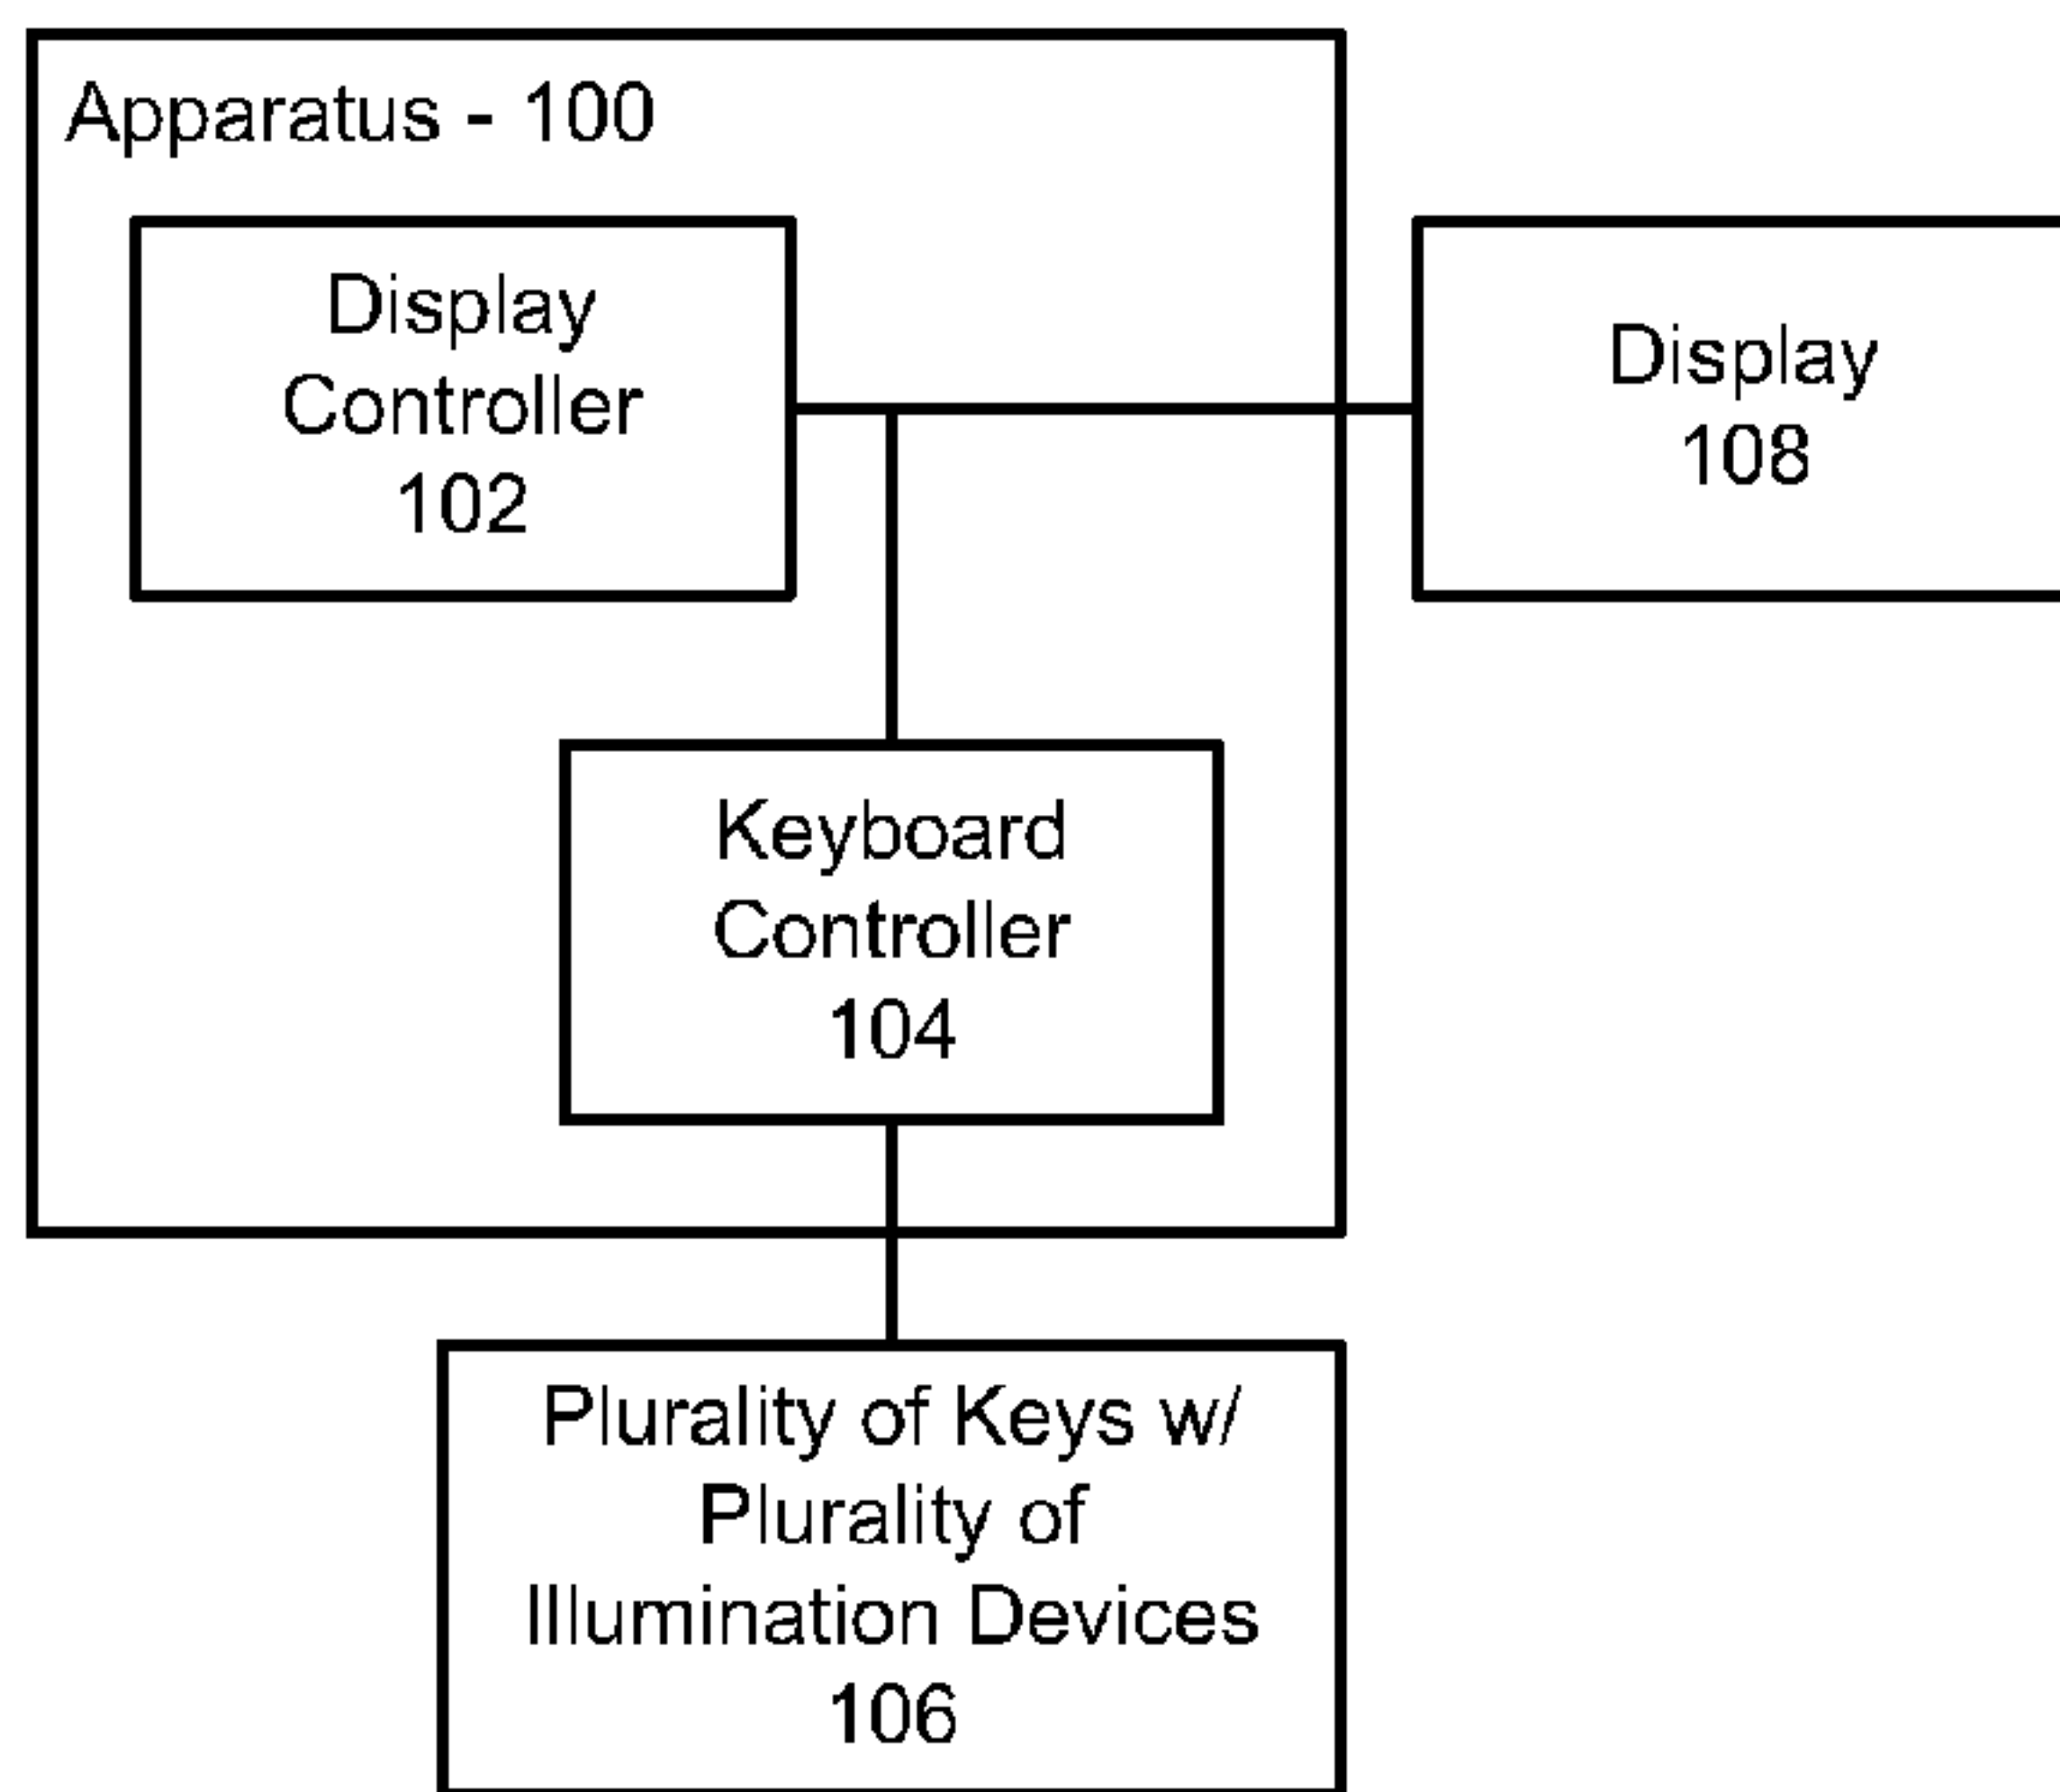 Apparatus - 100
Display
Controller
102
Display
108
Keyboard
Controller
104
Plurality of Keys w/
Plurality of
Illumination Devices
106